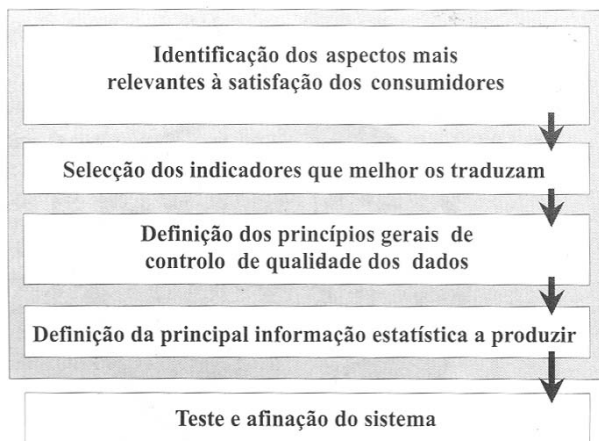 Identificação dos aspectos mais
relevantes à satisfação dos consumidores
Selecção dos indicadores que melhor os traduzam
Definição dos princípios gerais de
controlo de qualidade dos dados
Definição da principal informação estatística a produzir
Teste e afinação do sistema